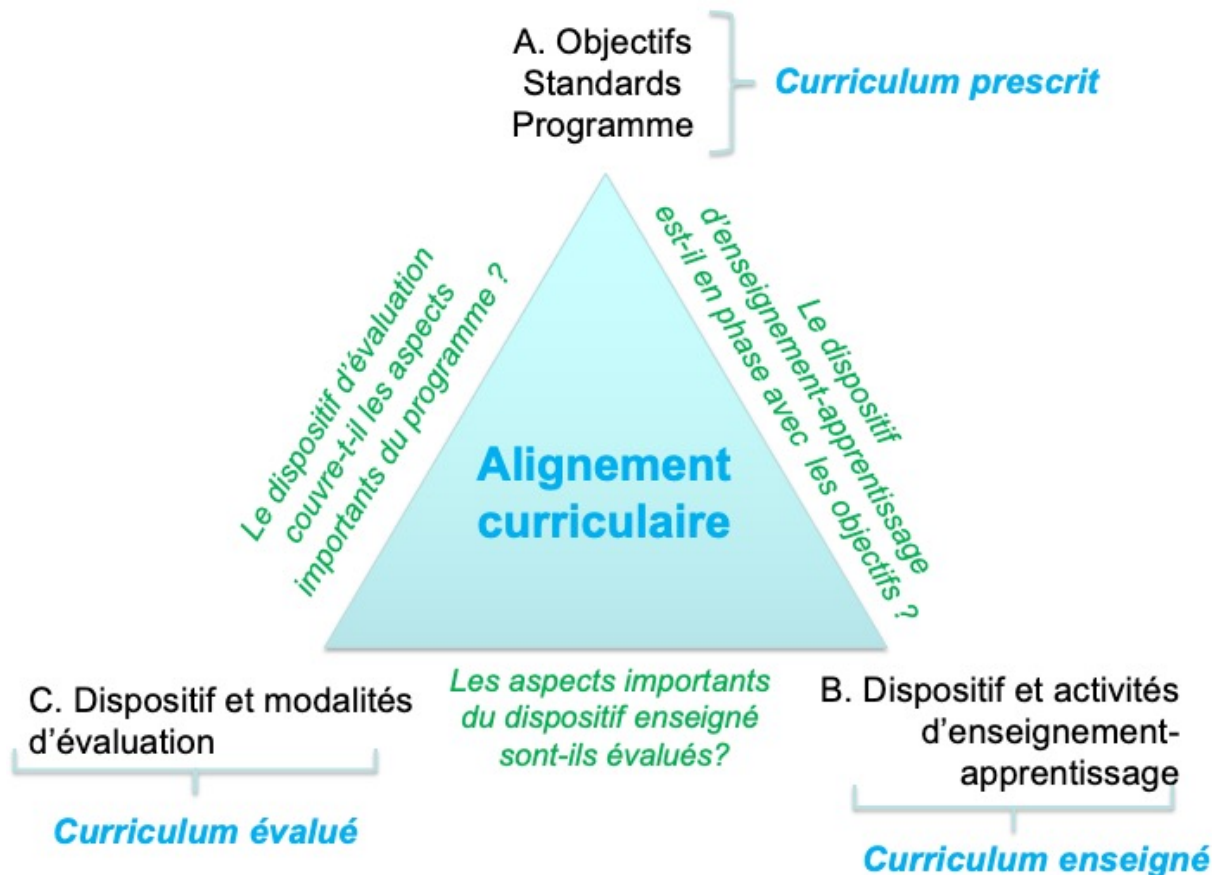 A. Objectifs
Standards
Programme
Curriculum prescrit
Le dispositif d'évaluation
couvre-t-il les aspects
importants du programme ?
Le dispositif
d'enseignement-apprentissage
est-il en phase avec les objectifs ?
Alignement
curriculaire
C. Dispositif et modalités
d'évaluation
Curriculum évalué
Les aspects importants
du dispositif enseigné
sont-ils évalués?
B. Dispositif et activités
d'enseignement-
apprentissage
Curriculum enseigné